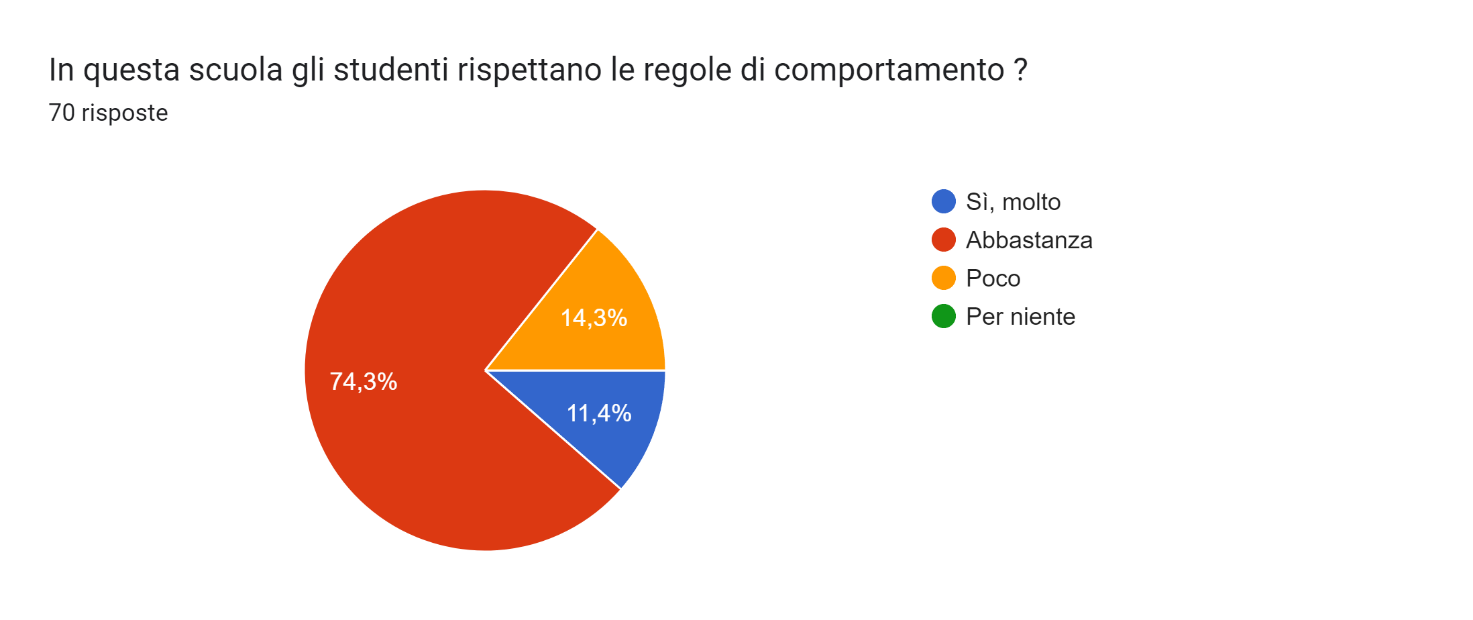 In questa scuola gli studenti rispettano le regole di comportamento ?
70 risposte
Sì, molto
Abbastanza
Poco
Per niente
14,3%
74,3%
11,4%